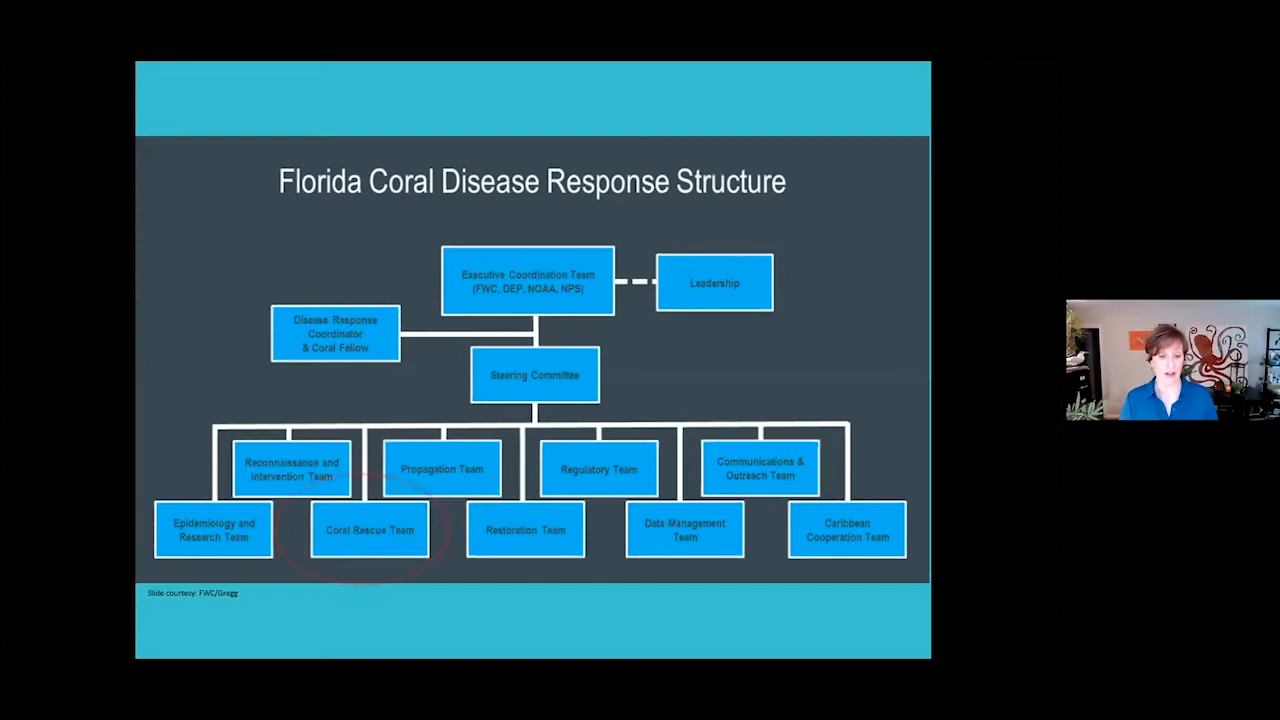 Florida Coral Disease Response Structure
Executive Coordination Team
(FWC, DEP, NOAA, NPS)
Leadership
Disease Response
Coordinator
& Coral Fellow
Steering Committee
Reconnaissance and
Intervention Team
Propagation Team
Regulatory Team
Communications &
Outreach Team
Epidemiology and
Research Team
Coral Rescue Team
Restoration Team
Data Management
Team
Caribbean
Cooperation Team
Slide courtesy: FWC/Gregg